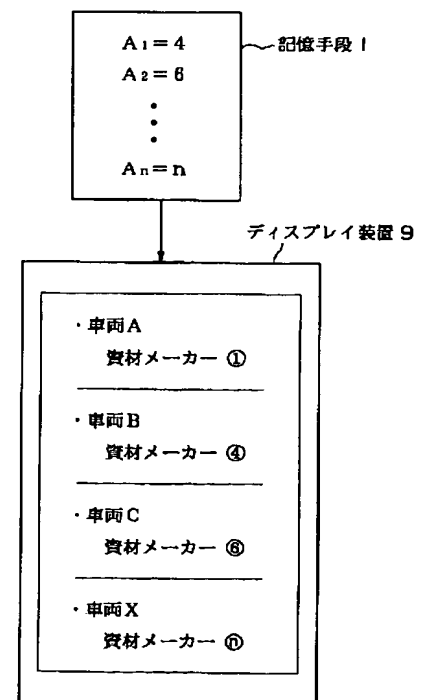 A₁=4
A₂=6
Aₙ=n
記憶手段1
ディスプレイ装置9
・車両A
資材メーカー ①
・車両B
資材メーカー ④
・車両C
資材メーカー ⑥
・車両X
資材メーカー ⓝ